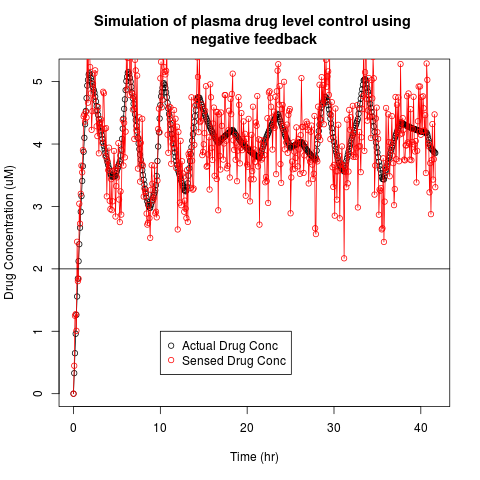 Simulation of plasma drug level control using
negative feedback
Drug Concentration (uM)
5
4
3
2
1
0
Actual Drug Conc
Sensed Drug Conc
0 10 20 30 40
Time (hr)